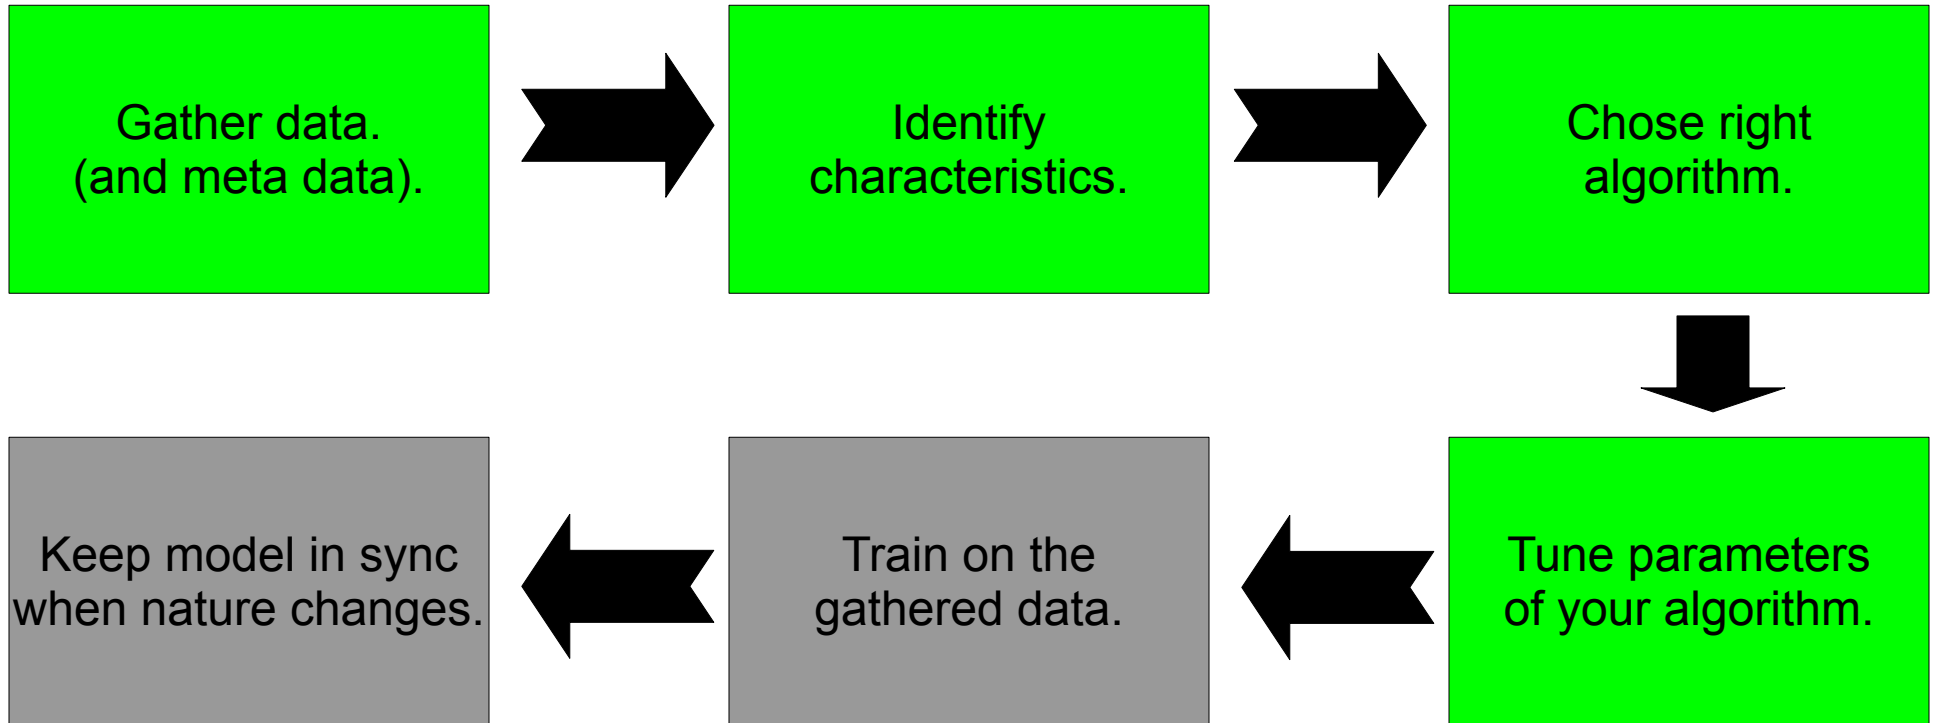 Gather data.
(and meta data).
Identify
characteristics.
Chose right
algorithm.
Tune parameters
of your algorithm.
Train on the
gathered data.
Keep model in sync
when nature changes.